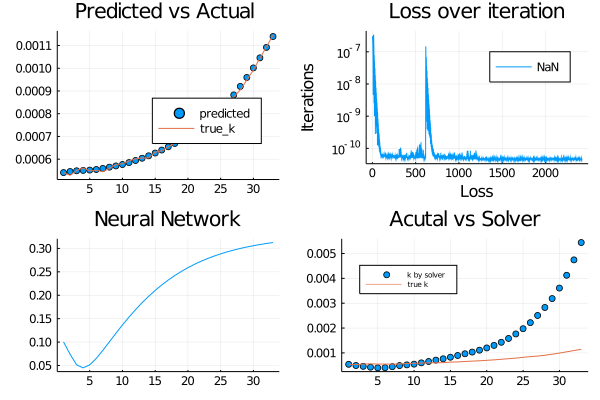 Predicted vs Actual
0.0011
0.0010
0.0009
0.0008
0.0007
0.0006
predicted
true_k
5 10 15 20 25 30
Loss over iteration
Iterations
10^-7
10^-8
10^-9
10^-10
NaN
0 500 1000 1500 2000
Loss
Neural Network
0.30
0.25
0.20
0.15
0.10
0.05
5 10 15 20 25 30
Acutal vs Solver
0.005
0.004
0.003
0.002
0.001
k by solver
true k
5 10 15 20 25 30